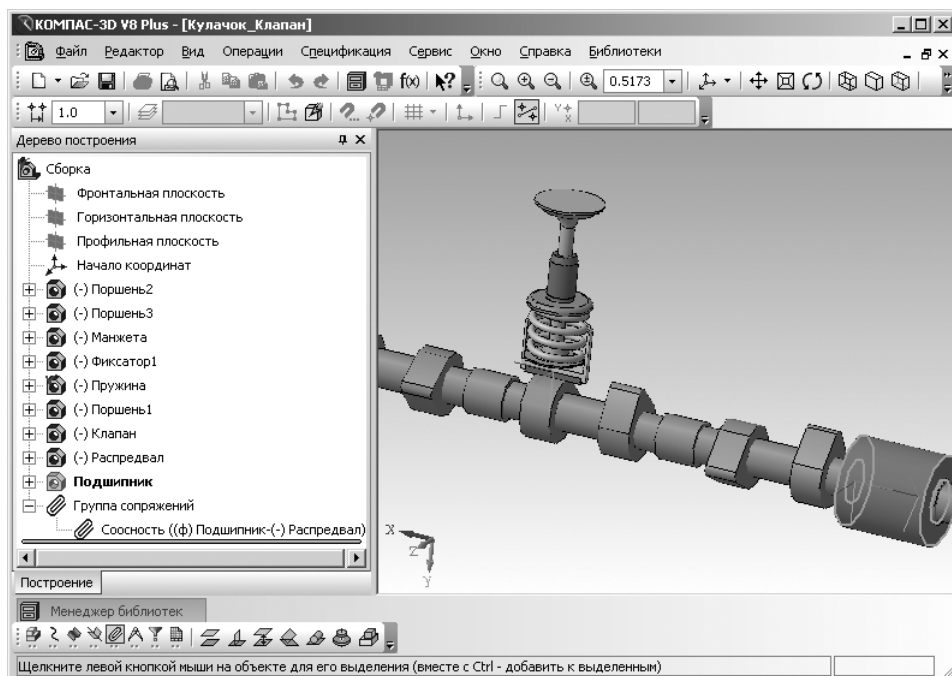 КОМПАС-3D V8 Plus - [Кулачок_Клапан]
Файл Редактор Вид Операции Спецификация Сервис Окно Справка Библиотеки
f(x) 0.5173
1.0
Дерево построения
Сборка
Фронтальная плоскость
Горизонтальная плоскость
Профильная плоскость
Начало координат
(-) Поршень2
(-) Поршень3
(-) Манжета
(-) Фиксатор1
(-) Пружина
(-) Поршень1
(-) Клапан
(-) Распредвал
Подшипник
Группа сопряжений
Соосность ((ф) Подшипник-(-) Распредвал)
X
Z
Y
Построение
Менеджер библиотек
Щелкните левой кнопкой мыши на объекте для его выделения (вместе с Ctrl - добавить к выделенным)